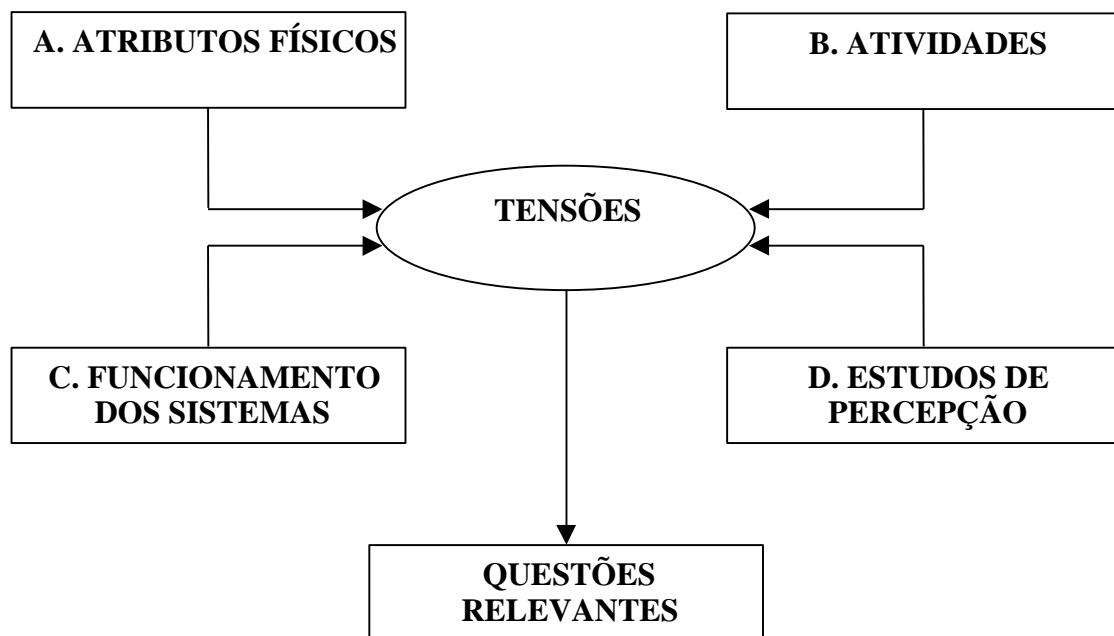 A. ATRIBUTOS FÍSICOS
B. ATIVIDADES
TENSÕES
C. FUNCIONAMENTO
DOS SISTEMAS
D. ESTUDOS DE
PERCEPÇÃO
QUESTÕES
RELEVANTES